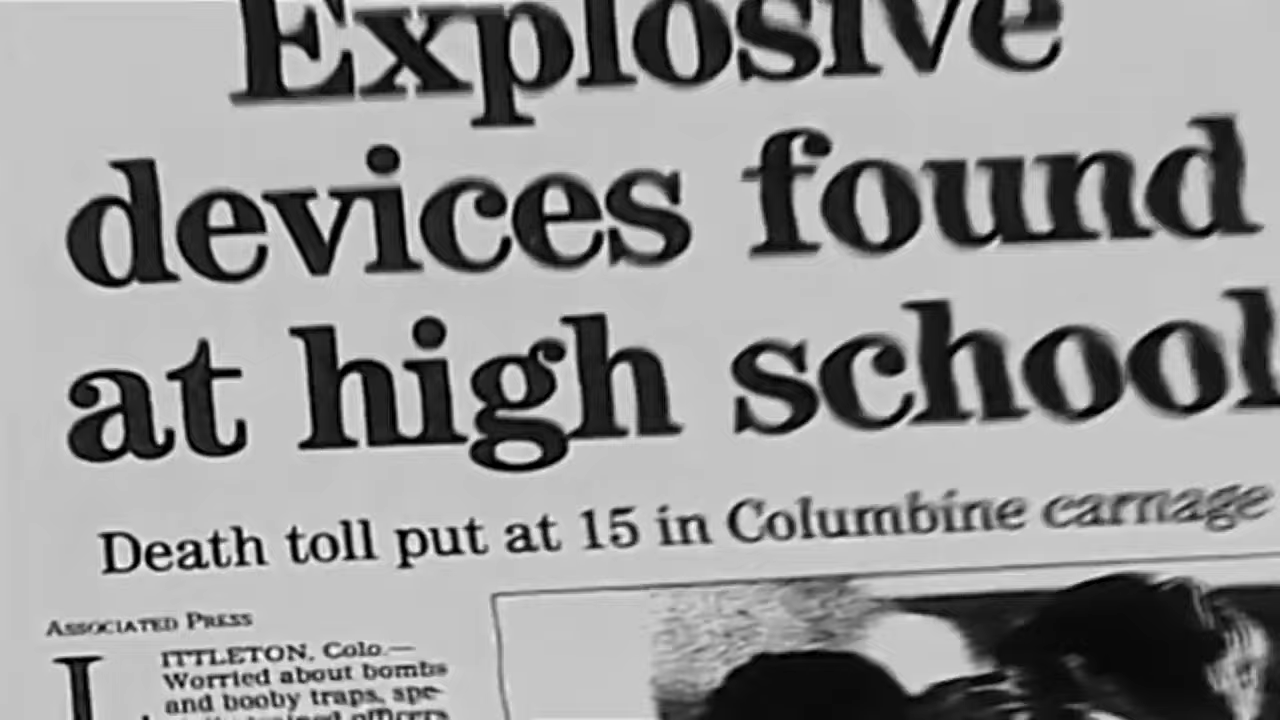 Explosive
devices found
at high school
Death toll put at 15 in Columbine carnage
ASSOCIATED PRESS
LITTLETON, Colo.—
Worried about bombs
and booby traps, spe-